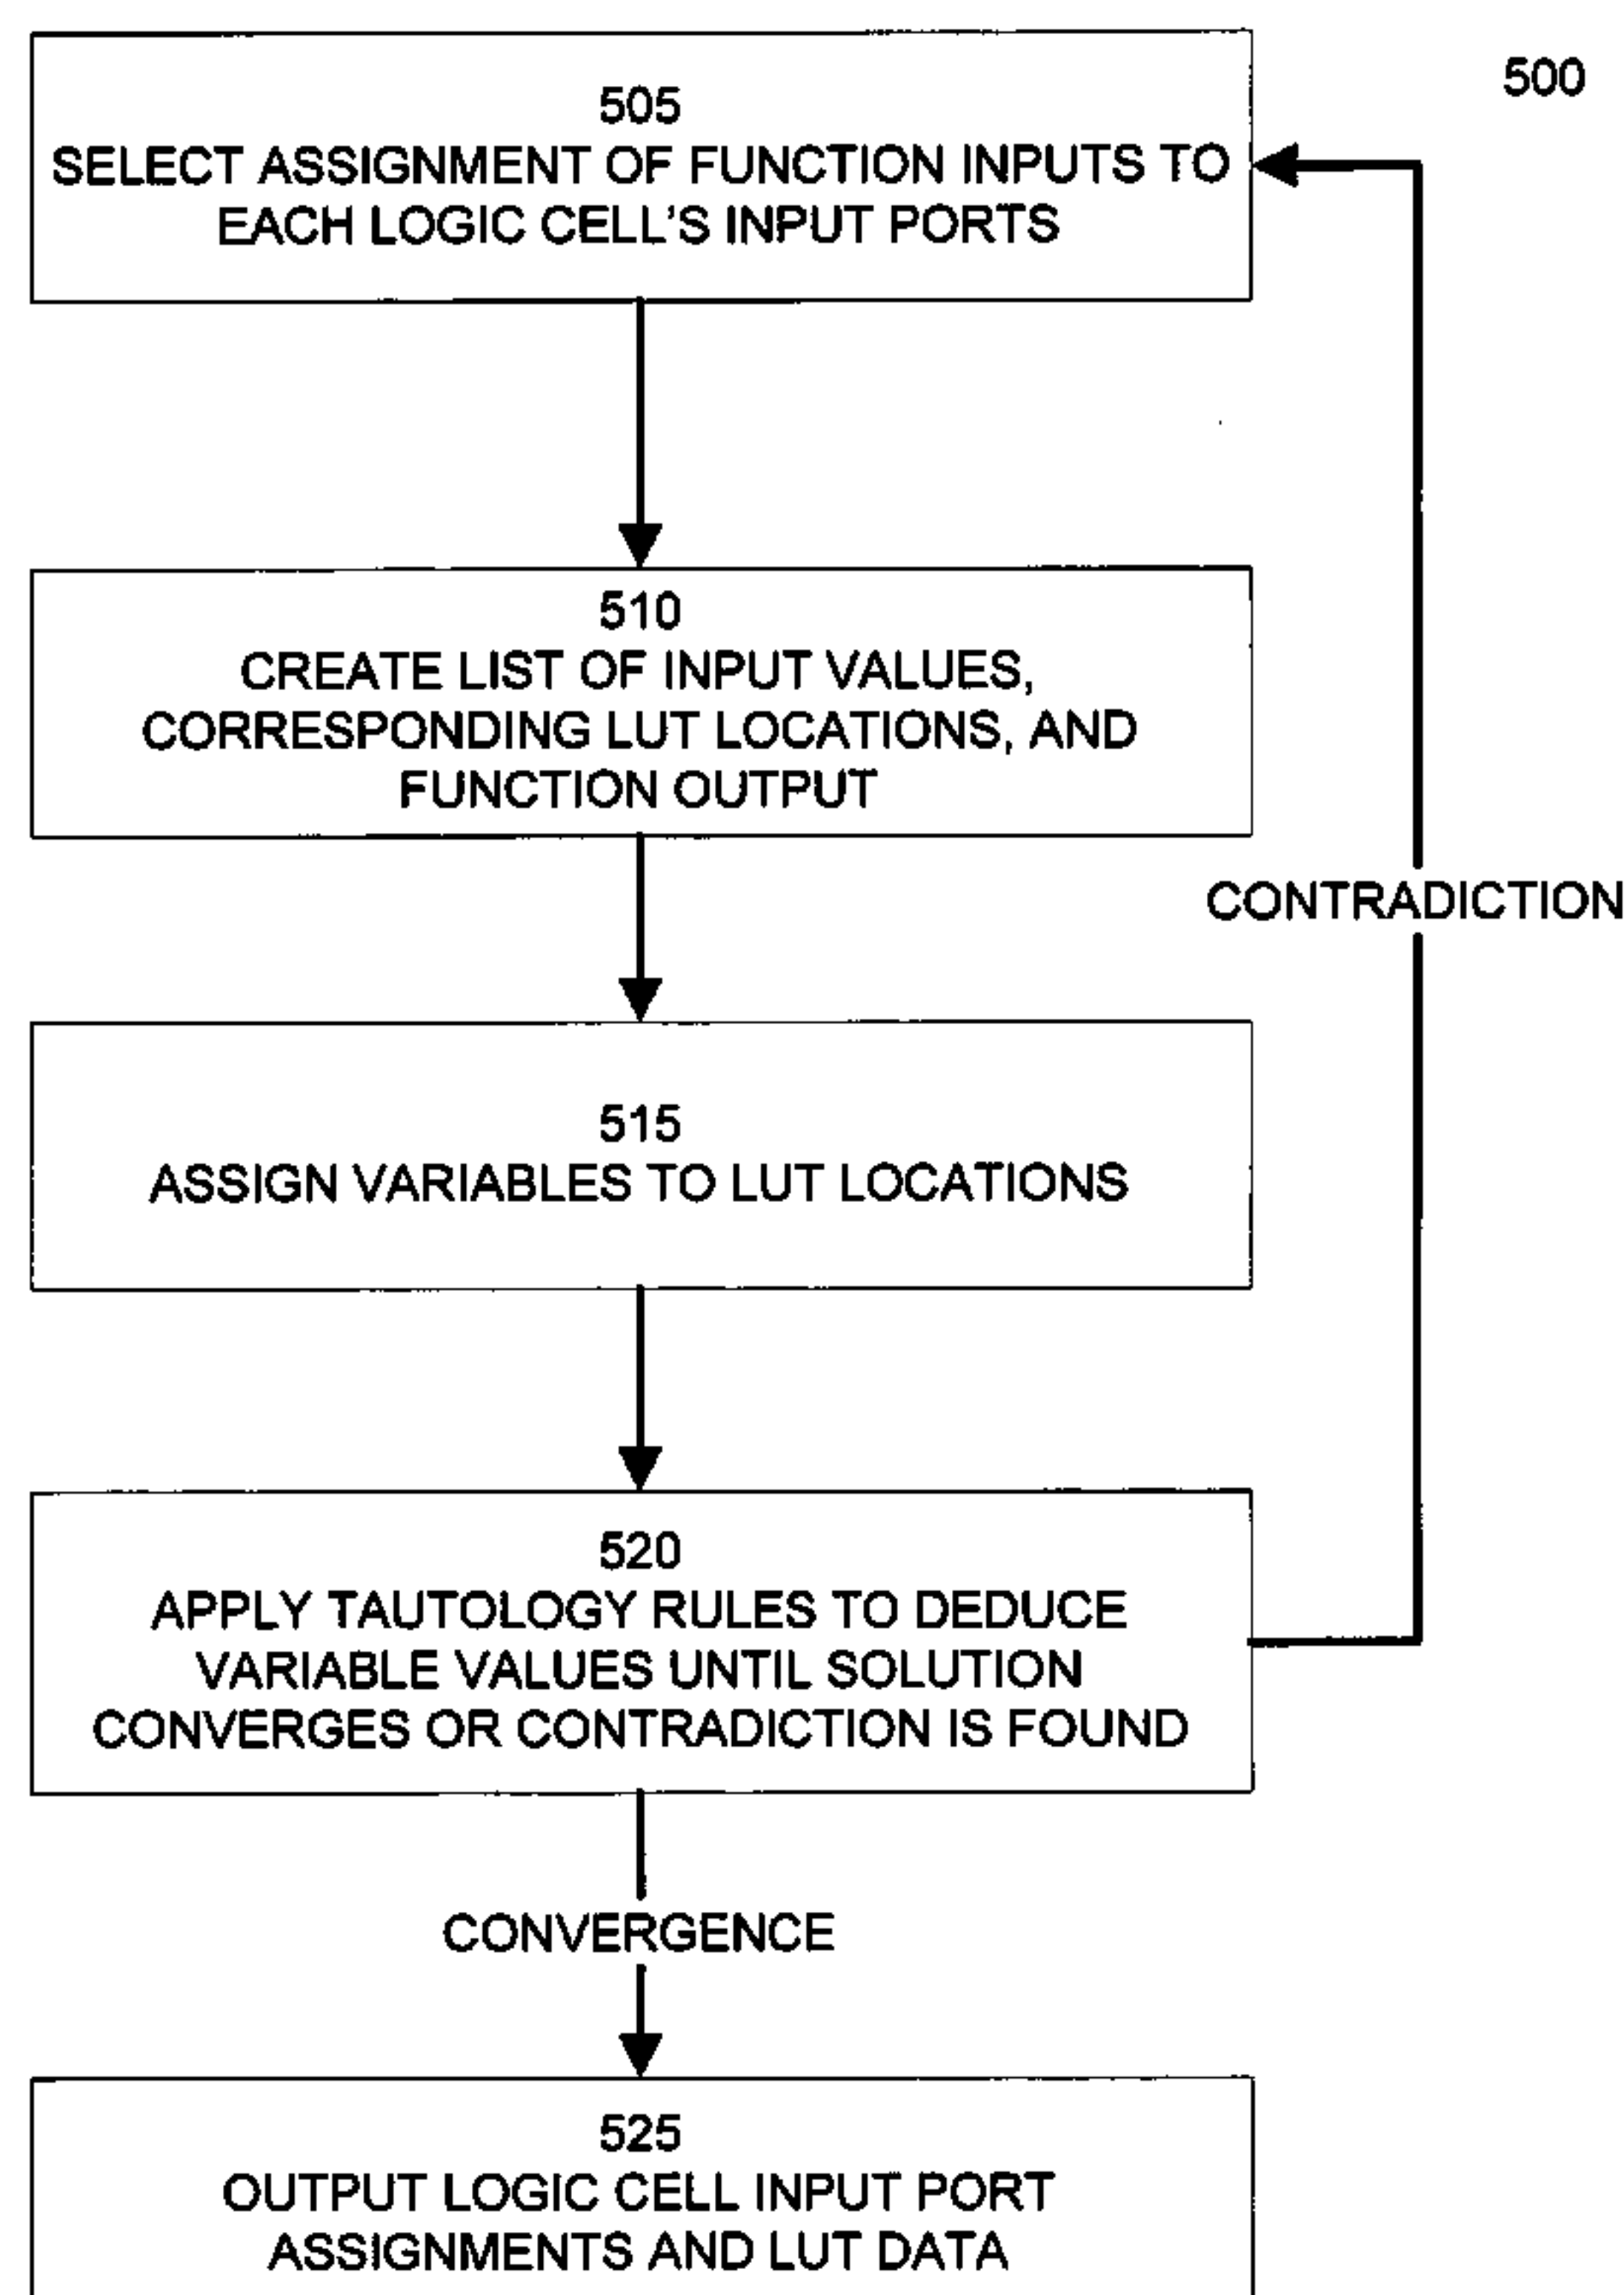 500
505
SELECT ASSIGNMENT OF FUNCTION INPUTS TO
EACH LOGIC CELL'S INPUT PORTS
510
CREATE LIST OF INPUT VALUES,
CORRESPONDING LUT LOCATIONS, AND
FUNCTION OUTPUT
CONTRADICTION
515
ASSIGN VARIABLES TO LUT LOCATIONS
520
APPLY TAUTOLOGY RULES TO DEDUCE
VARIABLE VALUES UNTIL SOLUTION
CONVERGES OR CONTRADICTION IS FOUND
CONVERGENCE
525
OUTPUT LOGIC CELL INPUT PORT
ASSIGNMENTS AND LUT DATA